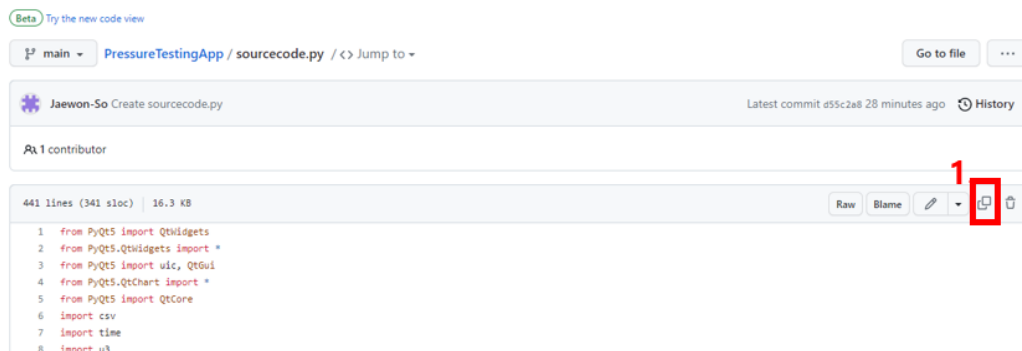 Beta Try the new code view
main PressureTestingApp / sourcecode.py / <> Jump to Go to file ...
Jaewon-So Create sourcecode.py Latest commit d55c2a8 28 minutes ago History
1 contributor
1
441 lines (341 sloc) 16.3 KB Raw Blame
1 from PyQt5 import QtWidgets
2 from PyQt5.QtWidgets import *
3 from PyQt5 import uic, QtGui
4 from PyQt5.QtChart import *
5 from PyQt5 import QtCore
6 import csv
7 import time
8 import u3